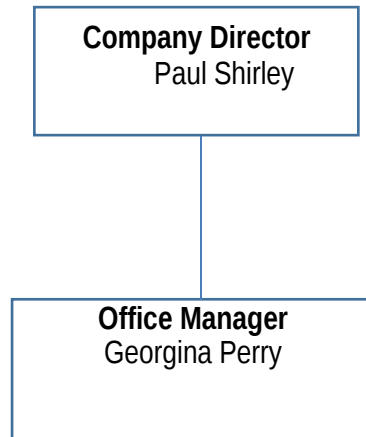 Company Director
Paul Shirley
Office Manager
Georgina Perry